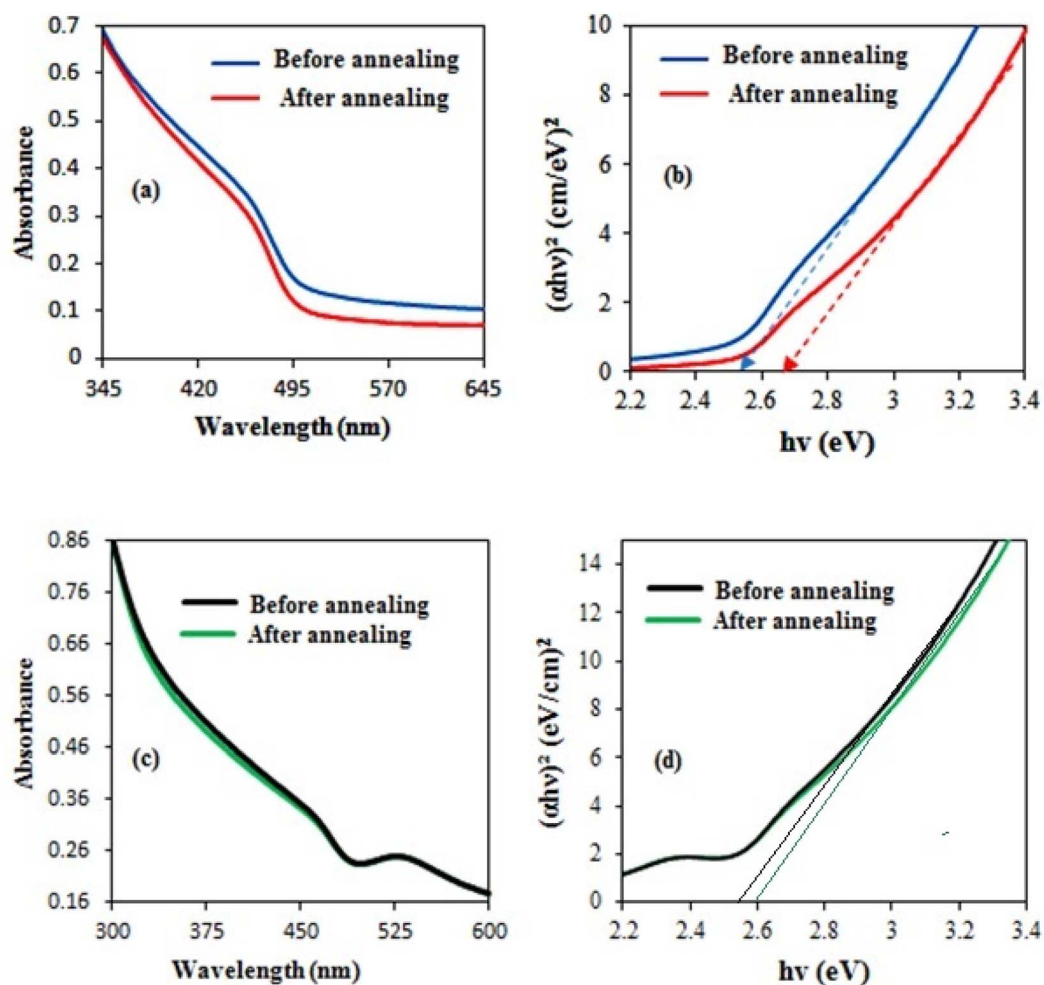 0.7
0.6
0.5
0.4
0.3
0.2
0.1
0
345 420 495 570 645
Absorbance
Wavelength (nm)
Before annealing
After annealing
(a)
10
8
6
4
2
0
2.2 2.4 2.6 2.8 3 3.2 3.4
(αhν)² (cm/eV)²
hν (eV)
Before annealing
After annealing
(b)
0.86
0.76
0.66
0.56
0.46
0.36
0.26
0.16
300 375 450 525 600
Absorbance
Wavelength (nm)
Before annealing
After annealing
(c)
14
12
10
8
6
4
2
0
2.2 2.4 2.6 2.8 3 3.2 3.4
(αhν)² (eV/cm)²
hν (eV)
Before annealing
After annealing
(d)